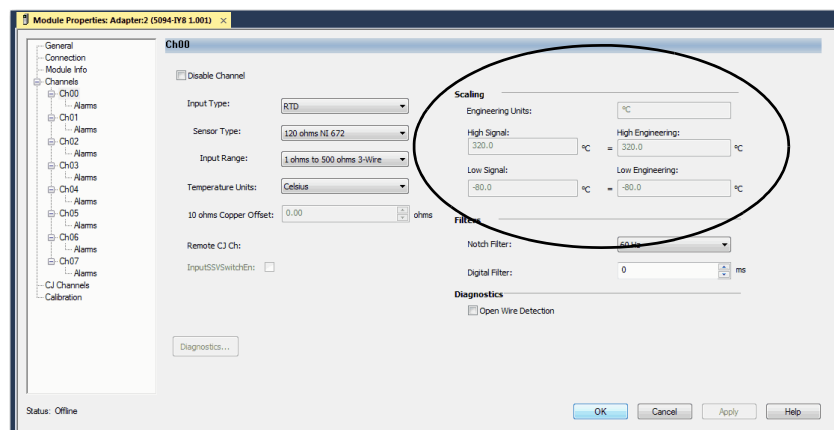 Module Properties: Adapter:2 (5094-IY8 1.001) ×
General
Connection
Module Info
Channels
Ch00
Alarms
Ch01
Alarms
Ch02
Alarms
Ch03
Alarms
Ch04
Alarms
Ch05
Alarms
Ch06
Alarms
Ch07
Alarms
CJ Channels
Calibration
Ch00
Disable Channel
Input Type: RTD
Sensor Type: 120 ohms NI 672
Input Range: 1 ohms to 500 ohms 3-Wire
Temperature Units: Celsius
10 ohms Copper Offset: 0.00 ohms
Remote CJ Ch:
InputSSVSwitchEn:
Diagnostics...
Scaling
Engineering Units: °C
High Signal: High Engineering:
320.0 °C = 320.0 °C
Low Signal: Low Engineering:
-80.0 °C = -80.0 °C
Filters
Notch Filter: 60 Hz
Digital Filter: 0 ms
Diagnostics
Open Wire Detection
Status: Offline
OK Cancel Apply Help